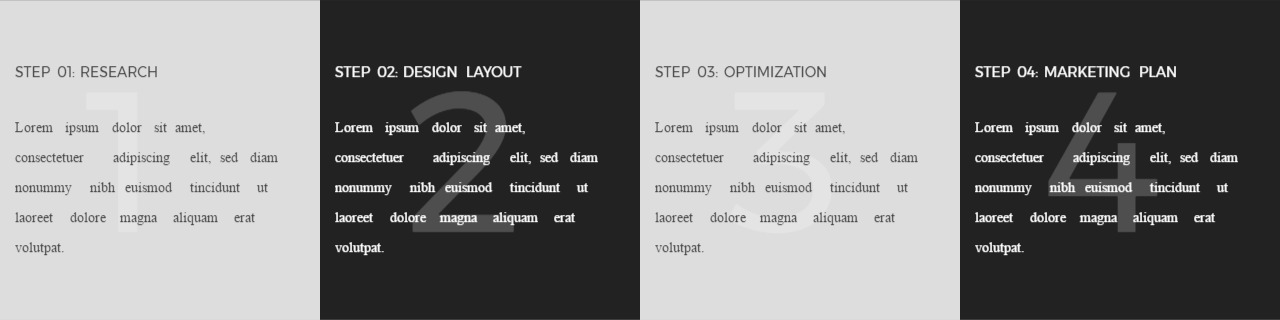 STEP 01: RESEARCH
1
Lorem ipsum dolor sit amet,
consectetuer adipiscing elit, sed diam
nonummy nibh euismod tincidunt ut
laoreet dolore magna aliquam erat
volutpat.
STEP 02: DESIGN LAYOUT
2
Lorem ipsum dolor sit amet,
consectetuer adipiscing elit, sed diam
nonummy nibh euismod tincidunt ut
laoreet dolore magna aliquam erat
volutpat.
STEP 03: OPTIMIZATION
3
Lorem ipsum dolor sit amet,
consectetuer adipiscing elit, sed diam
nonummy nibh euismod tincidunt ut
laoreet dolore magna aliquam erat
volutpat.
STEP 04: MARKETING PLAN
4
Lorem ipsum dolor sit amet,
consectetuer adipiscing elit, sed diam
nonummy nibh euismod tincidunt ut
laoreet dolore magna aliquam erat
volutpat.